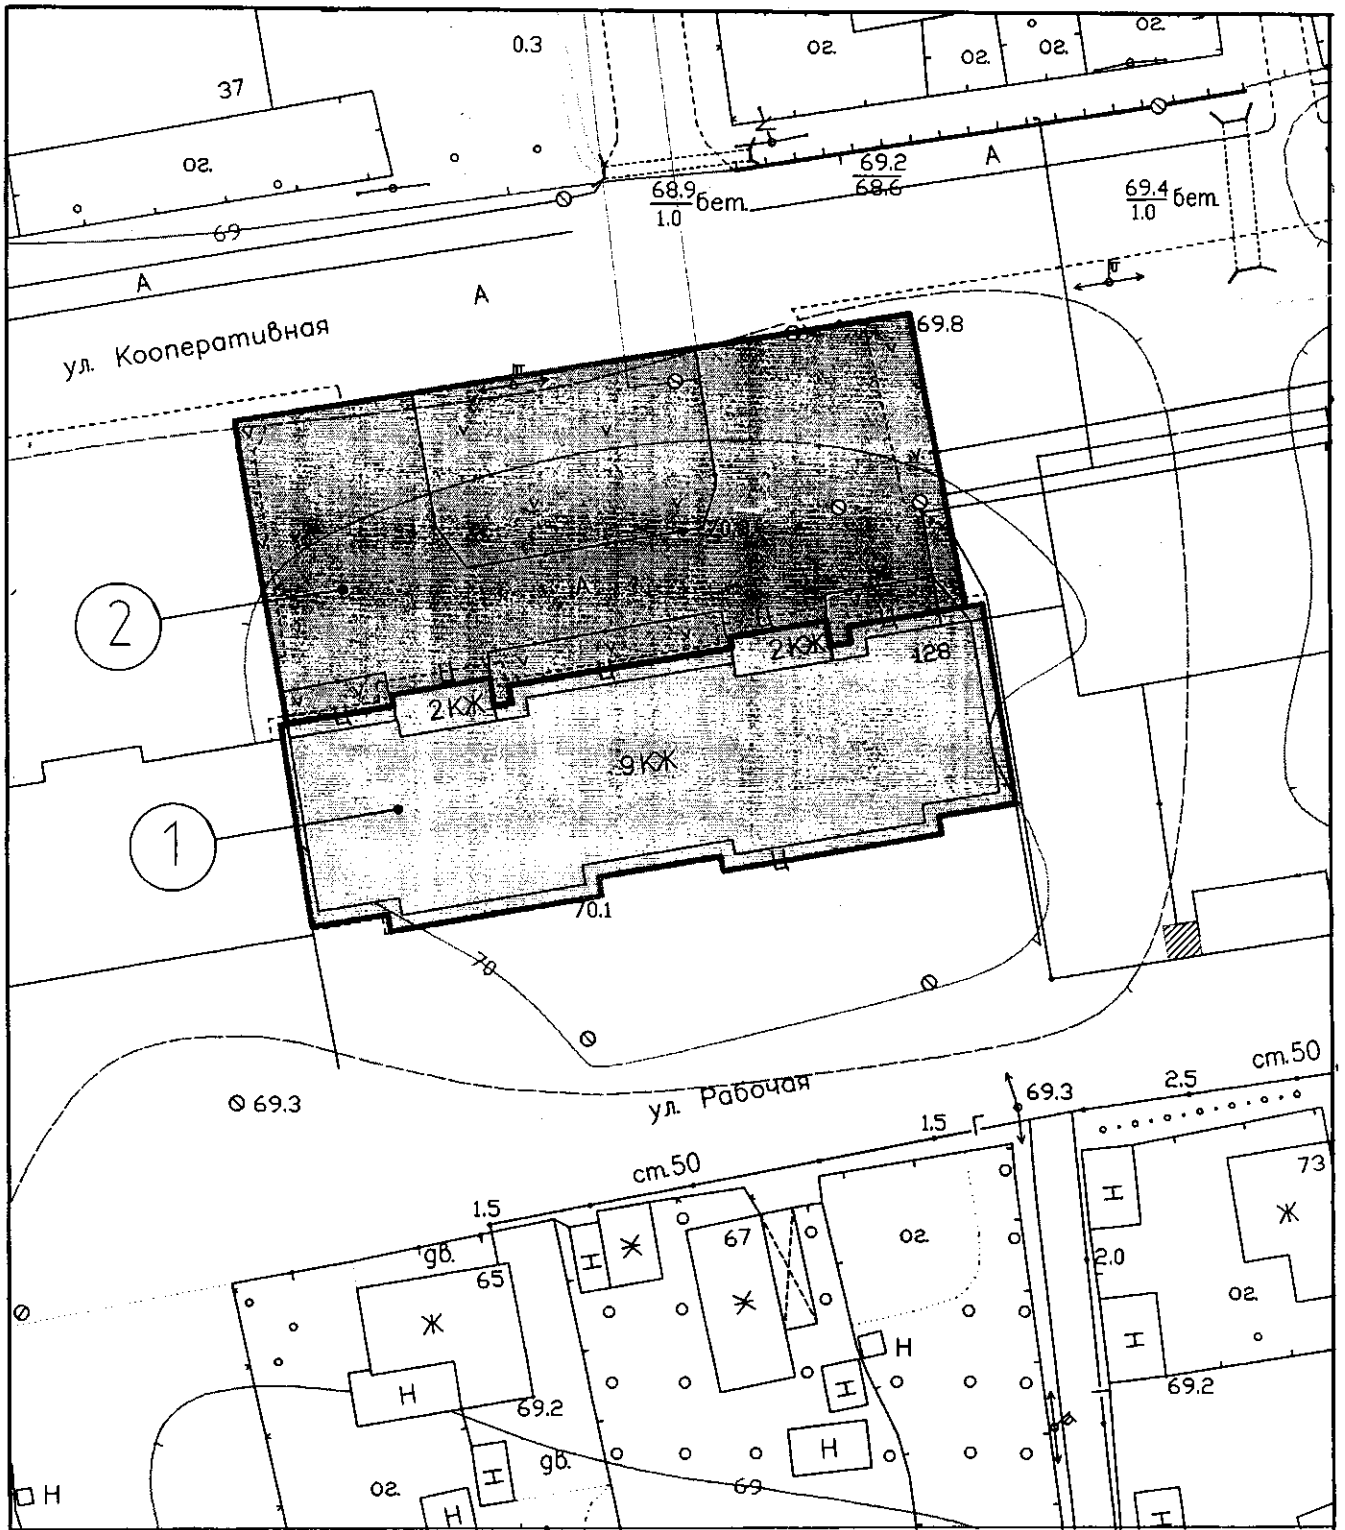 0.3
ог.
ог.
ог.
ог.
37
ог.
69.2
68.6
А
68.9
1.0
бет.
69.4
1.0
бет.
69
А
А
ул. Кооперативная
69.8
2
А
2КЖ
128
2КЖ
9КЖ
1
70.1
70
ул. Рабочая
ст.50
69.3
69.3
2.5
1.5
ст.50
73
1.5
Н
Ж
67
ог.
дв.
Н
Ж
2.0
65
ог.
Ж
Ж
Н
Н
Н
Н
69.2
69.2
Н
дв.
Н
ог.
69
Н
Н
Н